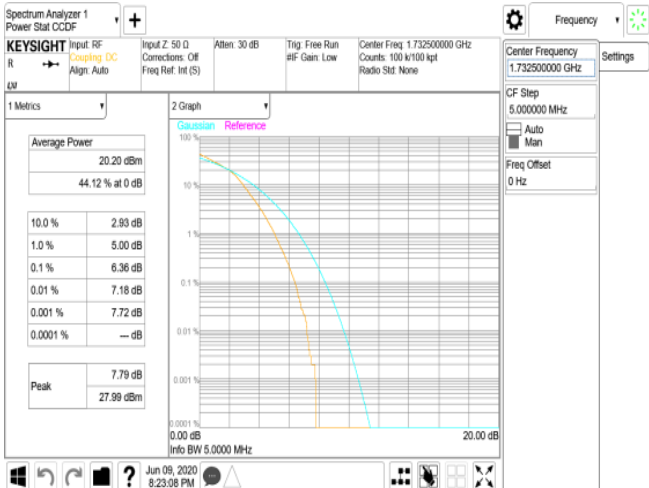 Spectrum Analyzer 1
Power Stat CCDF
Frequency
KEYSIGHT
R
Input: RF
Coupling: DC
Align: Auto
Input Z: 50 Ω
Corrections: Off
Freq Ref: Int (S)
Atten: 30 dB
Trig: Free Run
#IF Gain: Low
Center Freq: 1.732500000 GHz
Counts: 100 k/100 kpt
Radio Std: None
Center Frequency
1.732500000 GHz
Settings
CF Step
5.000000 MHz
Auto
Man
Freq Offset
0 Hz
1 Metrics
Average Power
20.20 dBm
44.12 % at 0 dB
10.0 % 2.93 dB
1.0 % 5.00 dB
0.1 % 6.36 dB
0.01 % 7.18 dB
0.001 % 7.72 dB
0.0001 % --- dB
Peak
7.79 dB
27.99 dBm
2 Graph
Gaussian Reference
100 %
10 %
1 %
0.1 %
0.01 %
0.001 %
0.0001 %
0.00 dB 20.00 dB
Info BW 5.0000 MHz
?
Jun 09, 2020
8:23:08 PM